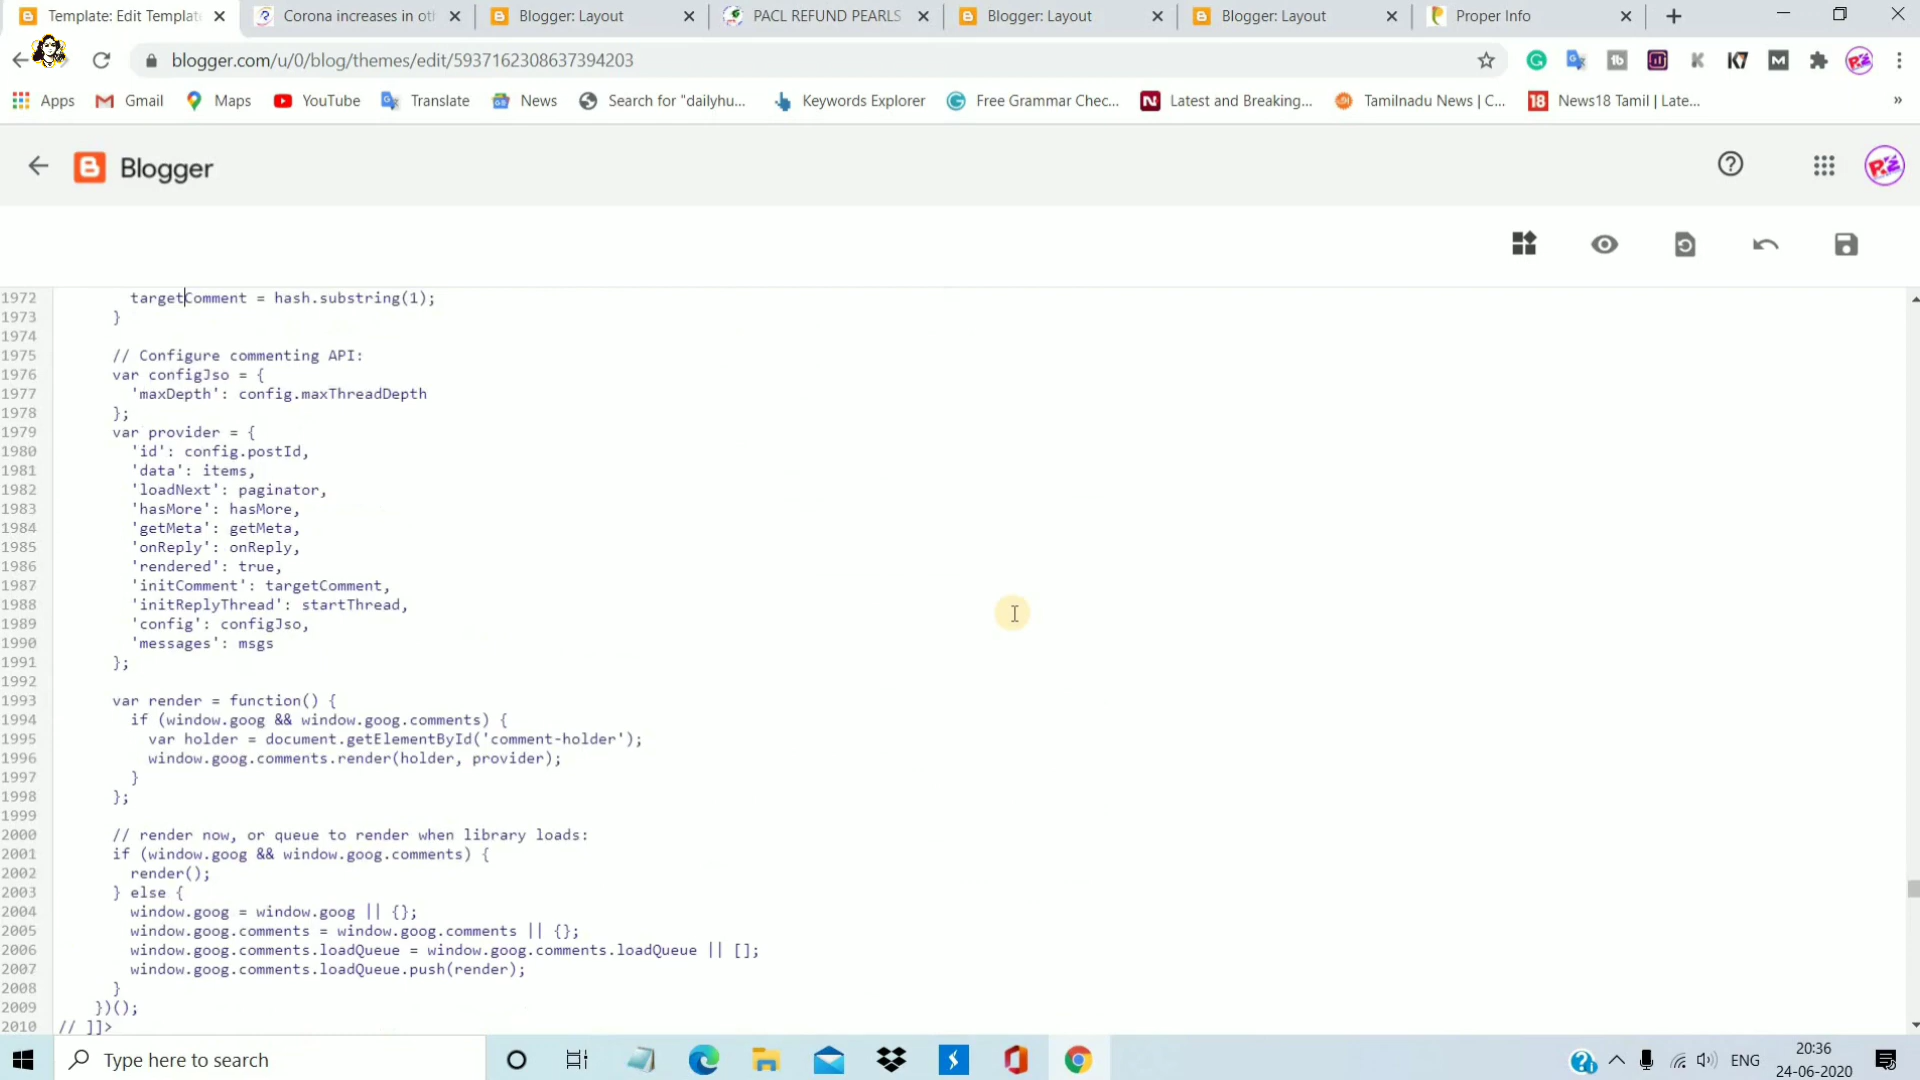 Template: Edit Templat
Corona increases in oth
Blogger: Layout
PACL REFUND PEARLS
Blogger: Layout
Blogger: Layout
Proper Info
blogger.com/u/0/blog/themes/edit/5937162308637394203
Apps
Gmail
Maps
YouTube
Translate
News
Search for "dailyhu...
Keywords Explorer
Free Grammar Chec...
Latest and Breaking...
Tamilnadu News | C...
18 News18 Tamil | Late...
Blogger
1972 targetComment = hash.substring(1);
1973 }
1974
1975 // Configure commenting API:
1976 var configJso = {
1977 'maxDepth': config.maxThreadDepth
1978 };
1979 var provider = {
1980 'id': config.postId,
1981 'data': items,
1982 'loadNext': paginator,
1983 'hasMore': hasMore,
1984 'getMeta': getMeta,
1985 'onReply': onReply,
1986 'rendered': true,
1987 'initComment': targetComment,
1988 'initReplyThread': startThread,
1989 'config': configJso,
1990 'messages': msgs
1991 };
1992
1993 var render = function() {
1994 if (window.goog && window.goog.comments) {
1995 var holder = document.getElementById('comment-holder');
1996 window.goog.comments.render(holder, provider);
1997 }
1998 };
1999
2000 // render now, or queue to render when library loads:
2001 if (window.goog && window.goog.comments) {
2002 render();
2003 } else {
2004 window.goog = window.goog || {};
2005 window.goog.comments = window.goog.comments || {};
2006 window.goog.comments.loadQueue = window.goog.comments.loadQueue || [];
2007 window.goog.comments.loadQueue.push(render);
2008 }
2009 })();
2010 // ]]>
Type here to search
ENG
20:36
24-06-2020